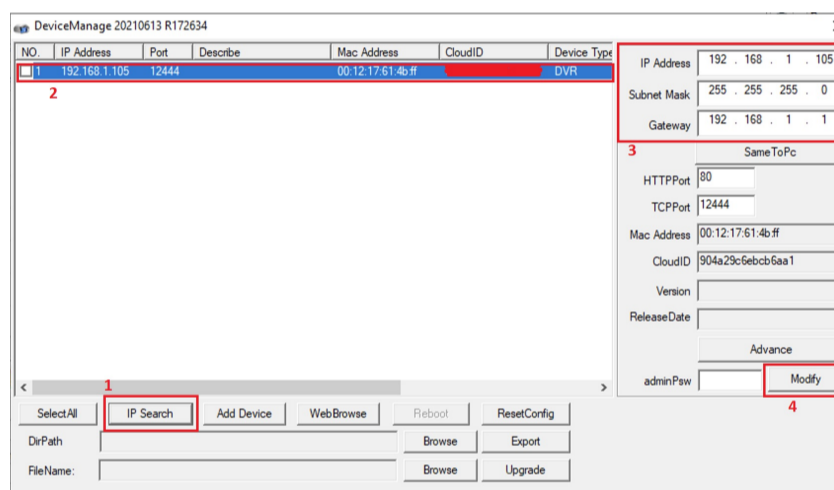 DeviceManage 20210613 R172634
NO. IP Address Port Describe Mac Address CloudID Device Type
1 192.168.1.105 12444 00:12:17:61:4b:ff DVR
2
IP Address 192 . 168 . 1 . 105
Subnet Mask 255 . 255 . 255 . 0
Gateway 192 . 168 . 1 . 1
3
SameToPc
HTTPPort 80
TCPPort 12444
Mac Address 00:12:17:61:4b:ff
CloudID 904a29c6ebcb6aa1
Version
ReleaseDate
Advance
adminPsw Modify
4
1
SelectAll IP Search Add Device WebBrowse Reboot ResetConfig
DirPath Browse Export
FileName: Browse Upgrade